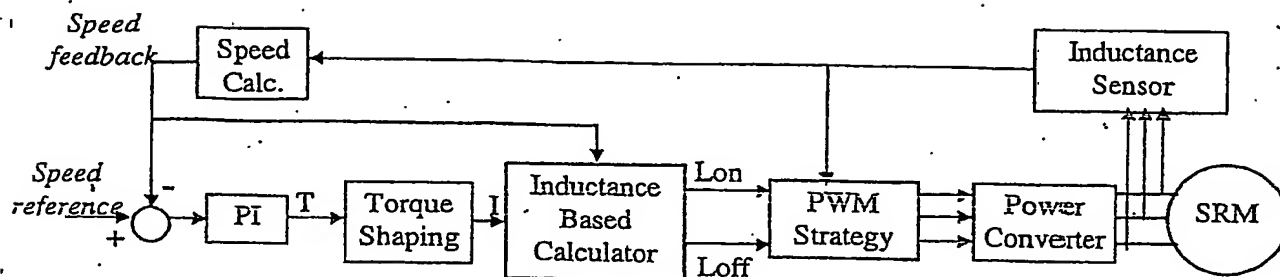 Speed
feedback
Speed
Calc.
Inductance
Sensor
Speed
reference
-
+
PI
T
Torque
Shaping
I
Inductance
Based
Calculator
Lon
Loff
PWM
Strategy
Power
Converter
SRM